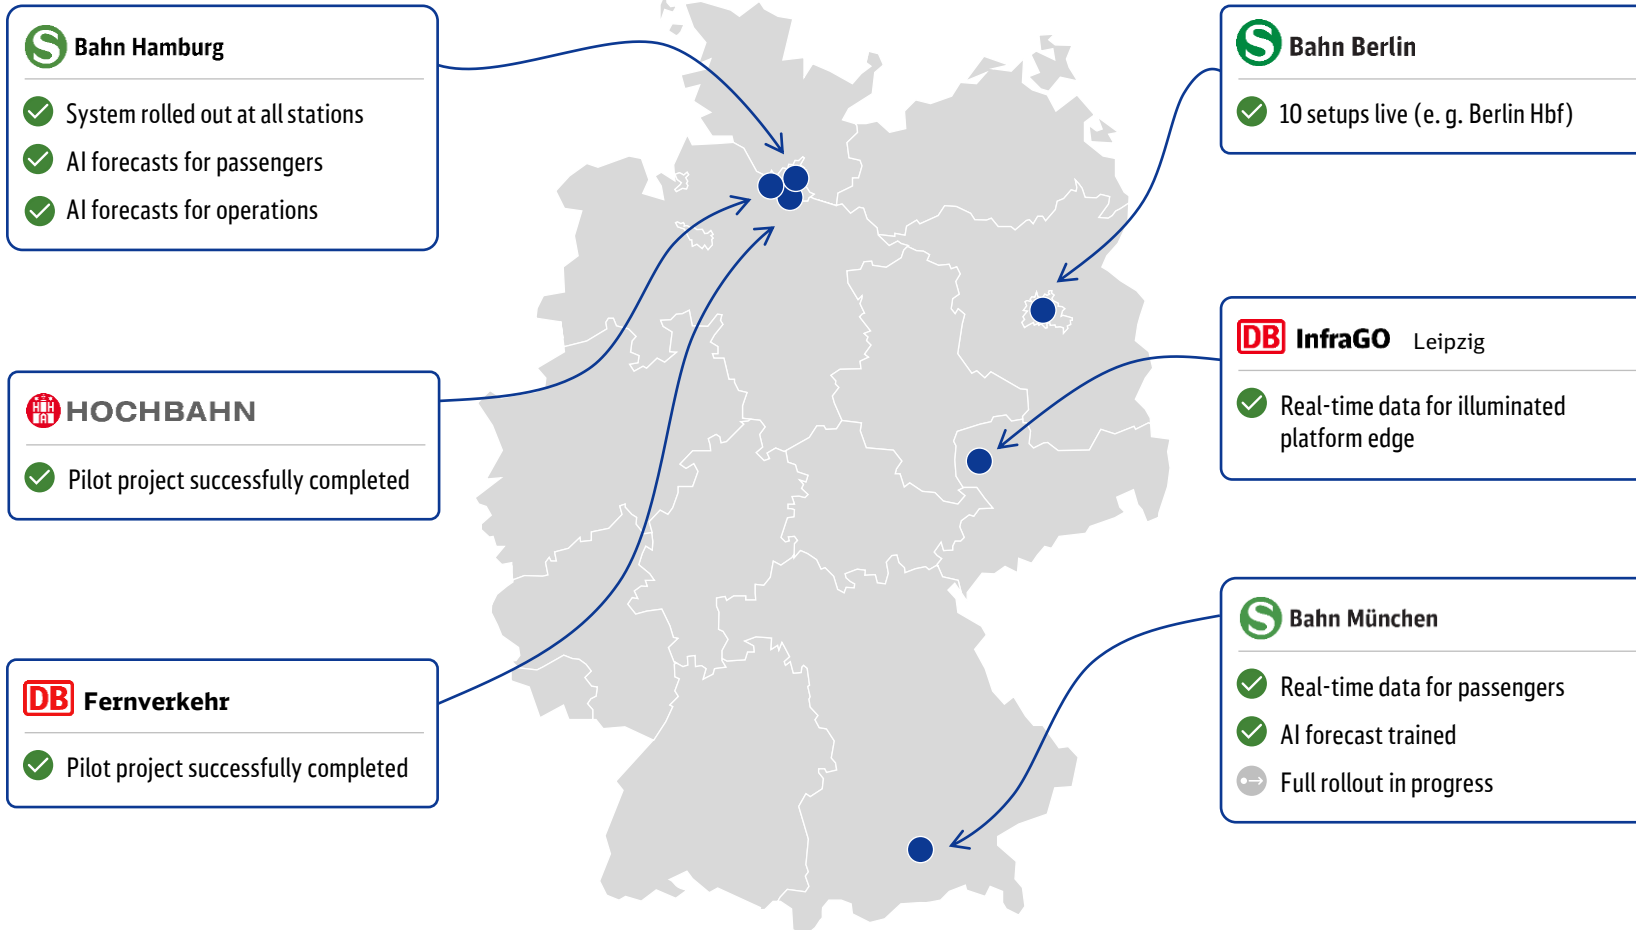 S Bahn Hamburg
System rolled out at all stations
AI forecasts for passengers
AI forecasts for operations
HOCHBAHN
Pilot project successfully completed
DB Fernverkehr
Pilot project successfully completed
S Bahn Berlin
10 setups live (e. g. Berlin Hbf)
DB InfraGO Leipzig
Real-time data for illuminated
platform edge
S Bahn München
Real-time data for passengers
AI forecast trained
Full rollout in progress